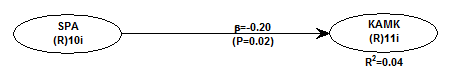 SPA
(R)10i
β=-0.20
(P=0.02)
KAMK
(R)11i
R²=0.04